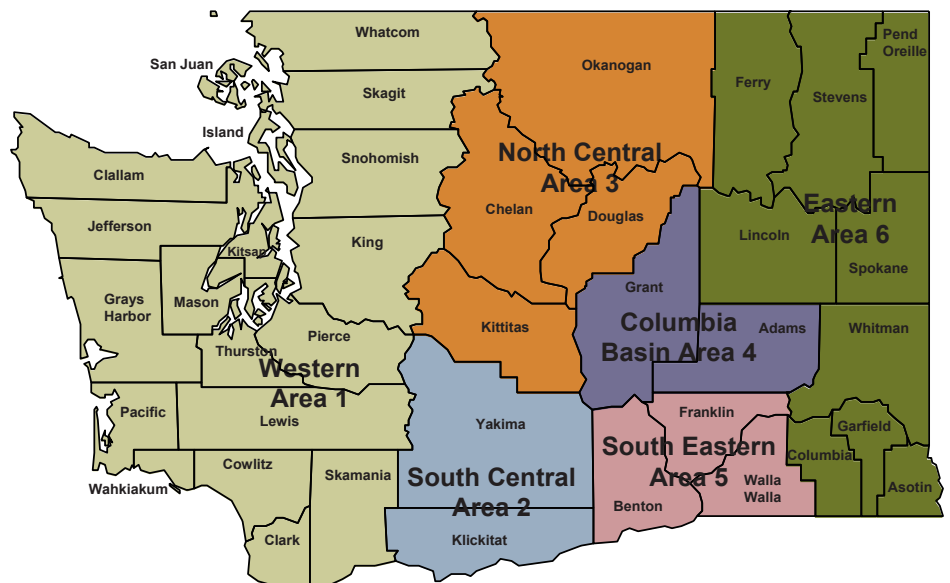 Whatcom
Pend
Oreille
San Juan
Okanogan
Ferry
Skagit
Stevens
Island
Snohomish
North Central
Area 3
Clallam
Chelan
Douglas
Eastern
Area 6
Jefferson
King
Lincoln
Kitsap
Spokane
Grays
Harbor
Mason
Grant
Kittitas
Columbia
Basin Area 4
Adams
Whitman
Pierce
Thurston
Western
Area 1
Pacific
Lewis
Yakima
Franklin
Garfield
South Eastern
Area 5
Columbia
Cowlitz
Skamania
South Central
Area 2
Walla
Walla
Wahkiakum
Benton
Asotin
Clark
Klickitat